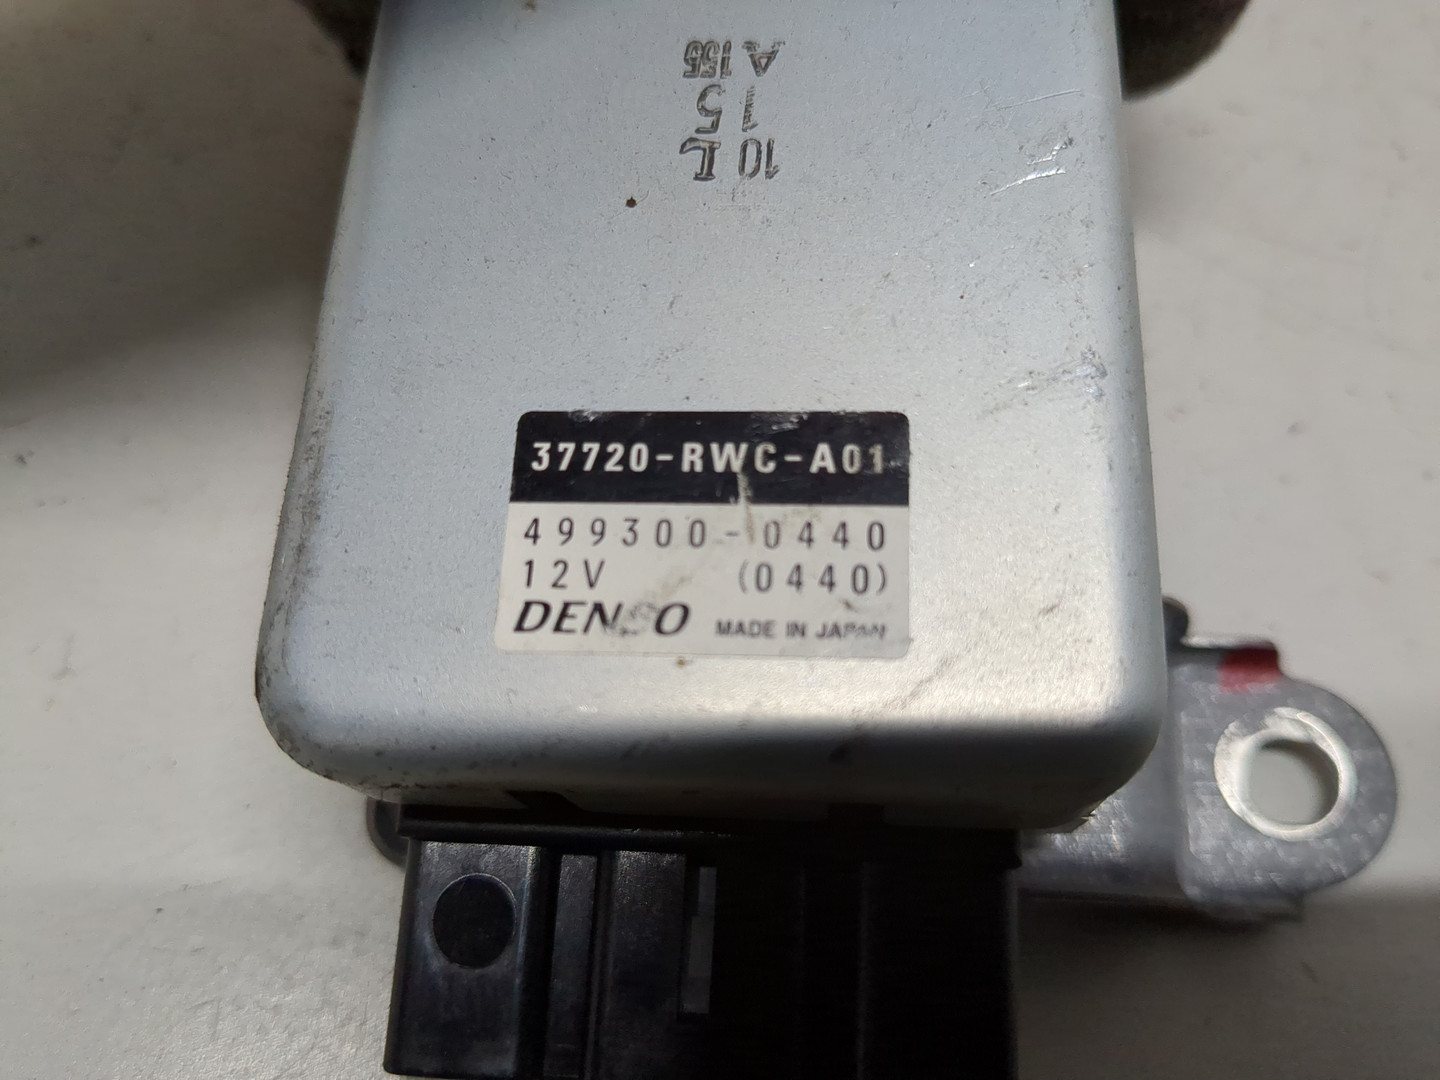 A155
15
10L
37720-RWC-A01
499300-0440
12V (0440)
DENSO MADE IN JAPAN